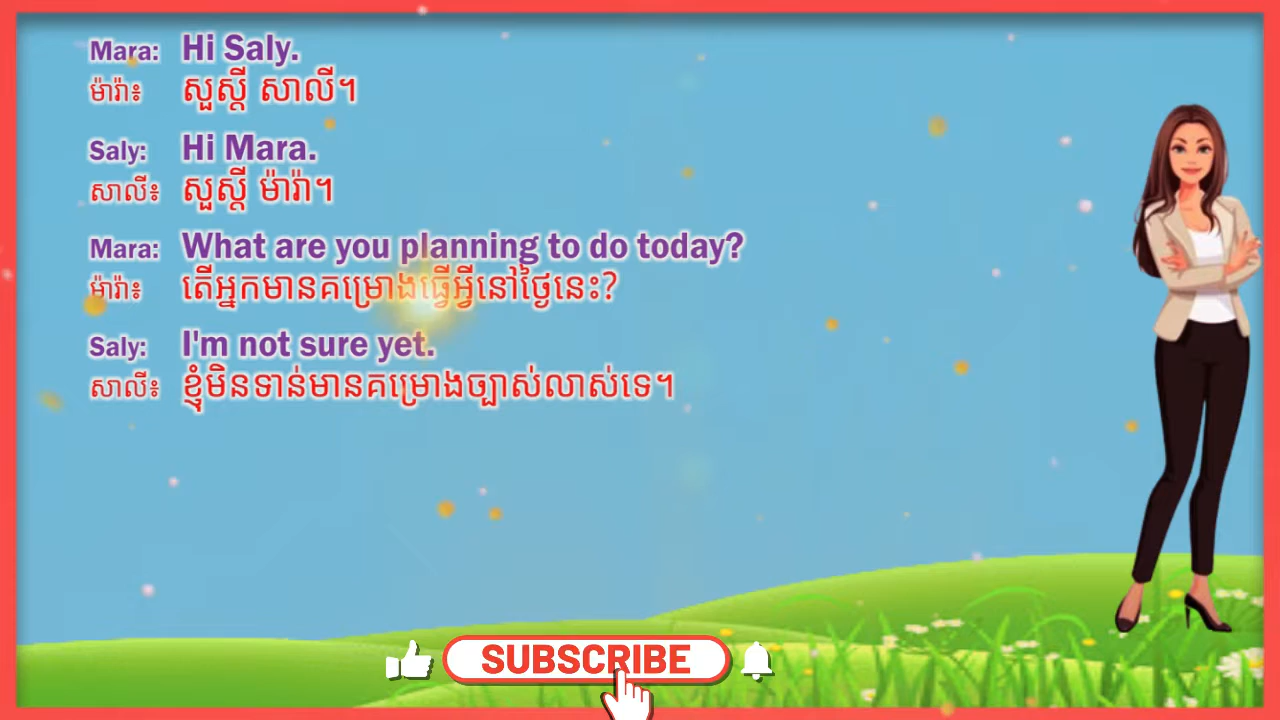 Mara: Hi Saly.
ម៉ារ៉ា៖ សួស្តី សាលី។
Saly: Hi Mara.
សាលី៖ សួស្តី ម៉ារ៉ា។
Mara: What are you planning to do today?
ម៉ារ៉ា៖ តើអ្នកមានគម្រោងធ្វើអ្វីនៅថ្ងៃនេះ?
Saly: I'm not sure yet.
សាលី៖ ខ្ញុំមិនទាន់មានគម្រោងច្បាស់លាស់ទេ។
SUBSCRIBE